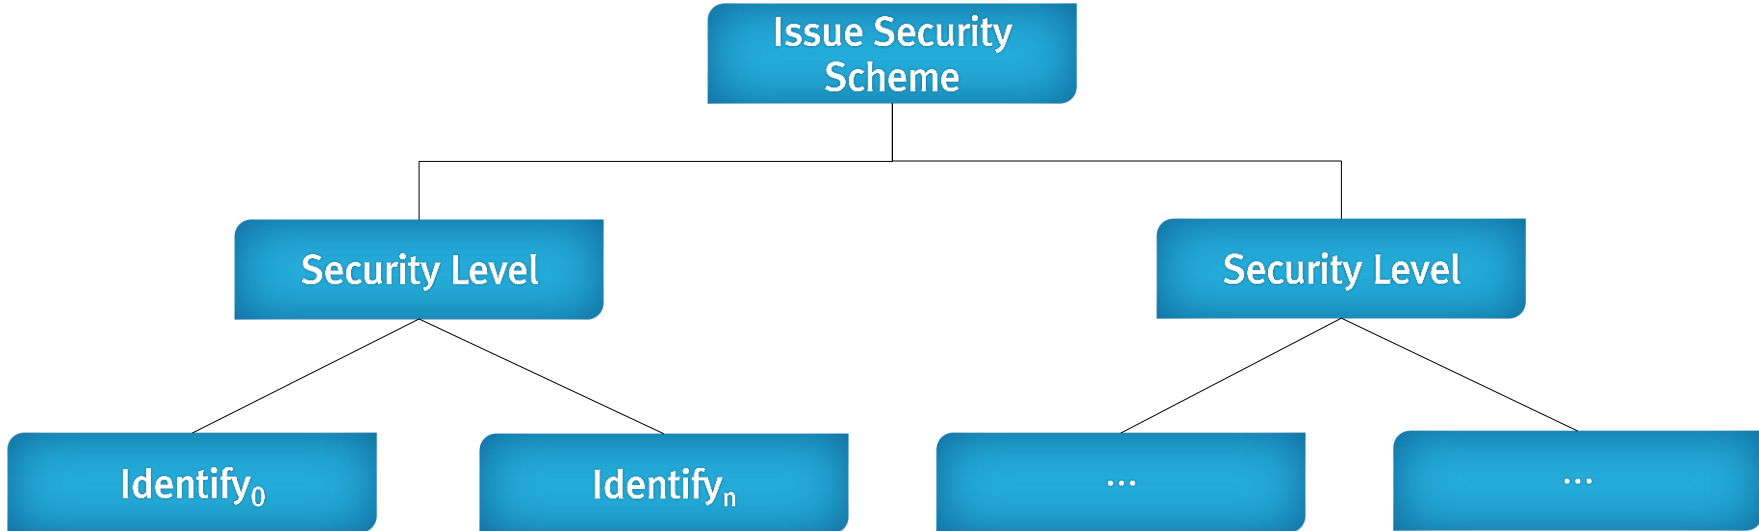 Issue Security
Scheme
Security Level
Security Level
Identify₀
Identifyₙ
...
...